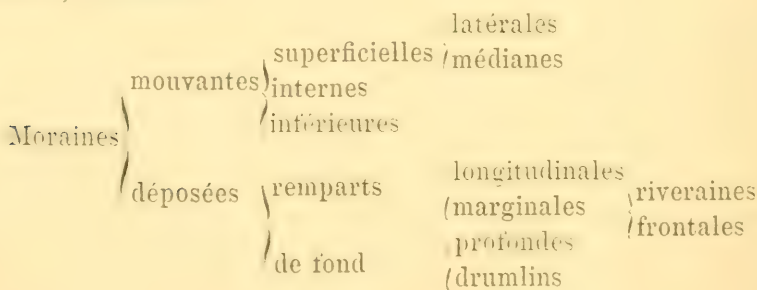 latérales
superficielles médianes
mouvantes internes
Moraines inférieures
longitudinales
déposées remparts marginales riveraines
profondes frontales
de fond drumlins